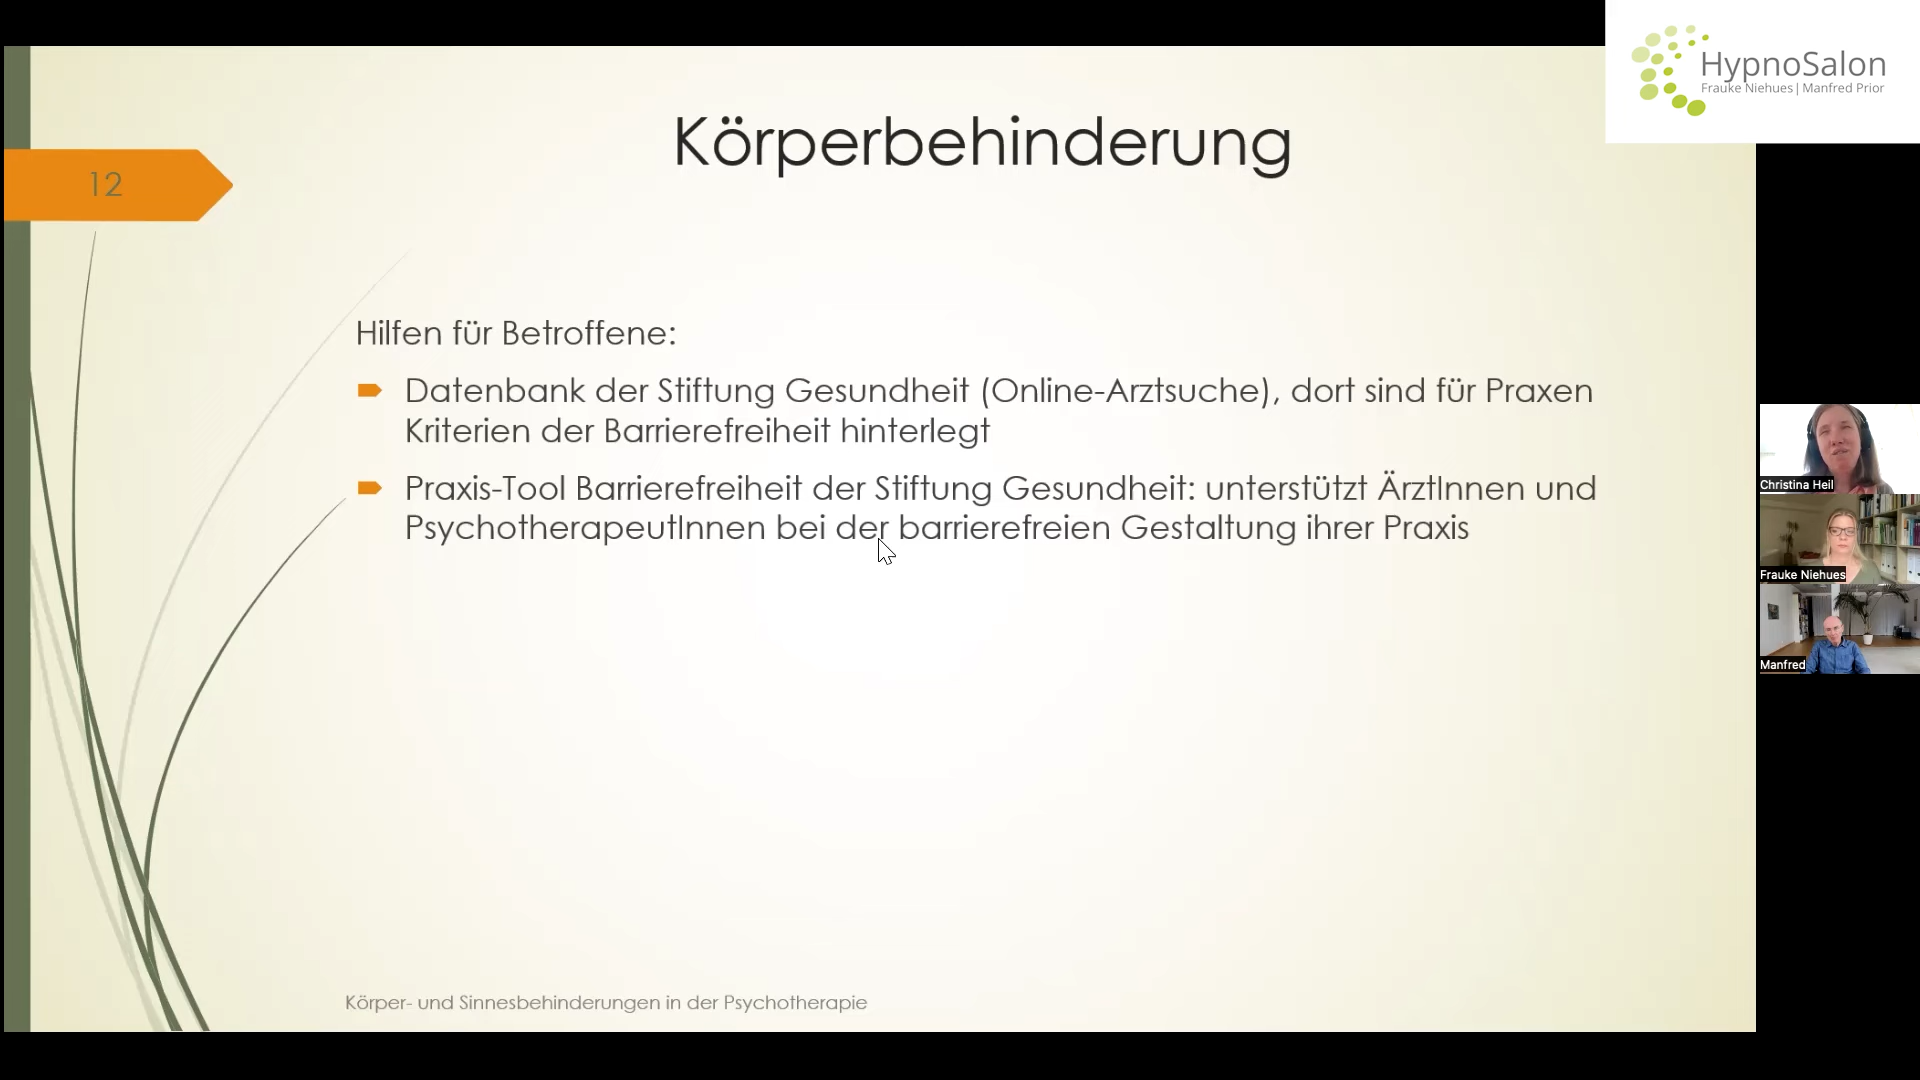 HypnoSalon
Frauke Niehues | Manfred Prior
Körperbehinderung
12
Hilfen für Betroffene:
Datenbank der Stiftung Gesundheit (Online-Arztsuche), dort sind für Praxen
Kriterien der Barrierefreiheit hinterlegt
Praxis-Tool Barrierefreiheit der Stiftung Gesundheit: unterstützt ÄrztInnen und
PsychotherapeutInnen bei der barrierefreien Gestaltung ihrer Praxis
Christina Heil
Frauke Niehues
Manfred
Körper- und Sinnesbehinderungen in der Psychotherapie